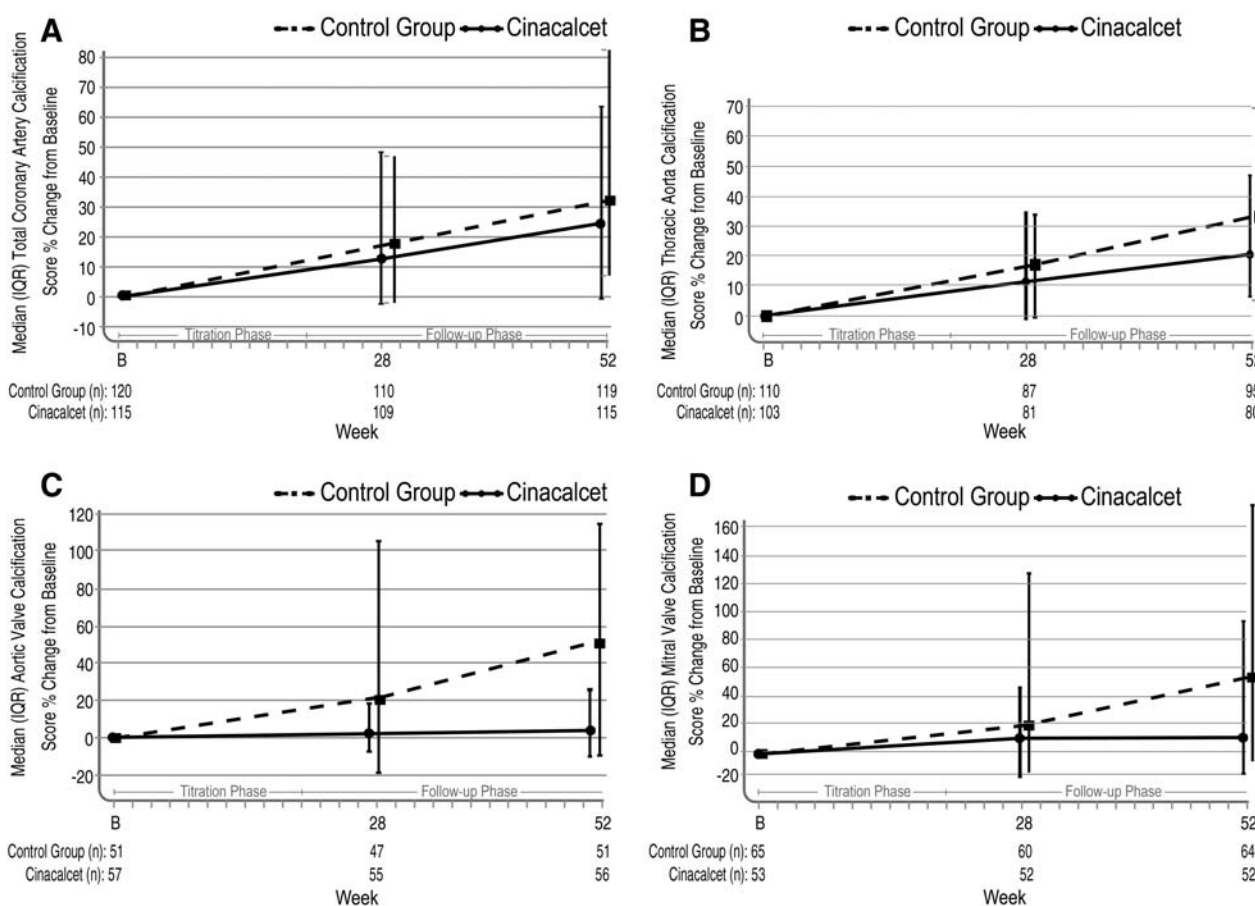 A
Control Group Cinacalcet
Median (IQR) Total Coronary Artery Calcification
Score % Change from Baseline
80
70
60
50
40
30
20
10
0
-10
Titration Phase Follow-up Phase
B 28 52
Control Group (n): 120 110 119
Cinacalcet (n): 115 109 115
Week
B
Control Group Cinacalcet
Median (IQR) Thoracic Aorta Calcification
Score % Change from Baseline
70
60
50
40
30
20
10
0
Titration Phase Follow-up Phase
B 28
Control Group (n): 110 87 95
Cinacalcet (n): 103 81 80
Week
C
Control Group Cinacalcet
Median (IQR) Aortic Valve Calcification
Score % Change from Baseline
120
100
80
60
40
20
0
-20
Titration Phase Follow-up Phase
B 28 52
Control Group (n): 51 47 51
Cinacalcet (n): 57 55 56
Week
D
Control Group Cinacalcet
Median (IQR) Mitral Valve Calcification
Score % Change from Baseline
160
140
120
100
80
60
40
20
0
-20
Titration Phase Follow-up Phase
B 28 52
Control Group (n): 65 60 64
Cinacalcet (n): 53 52 52
Week